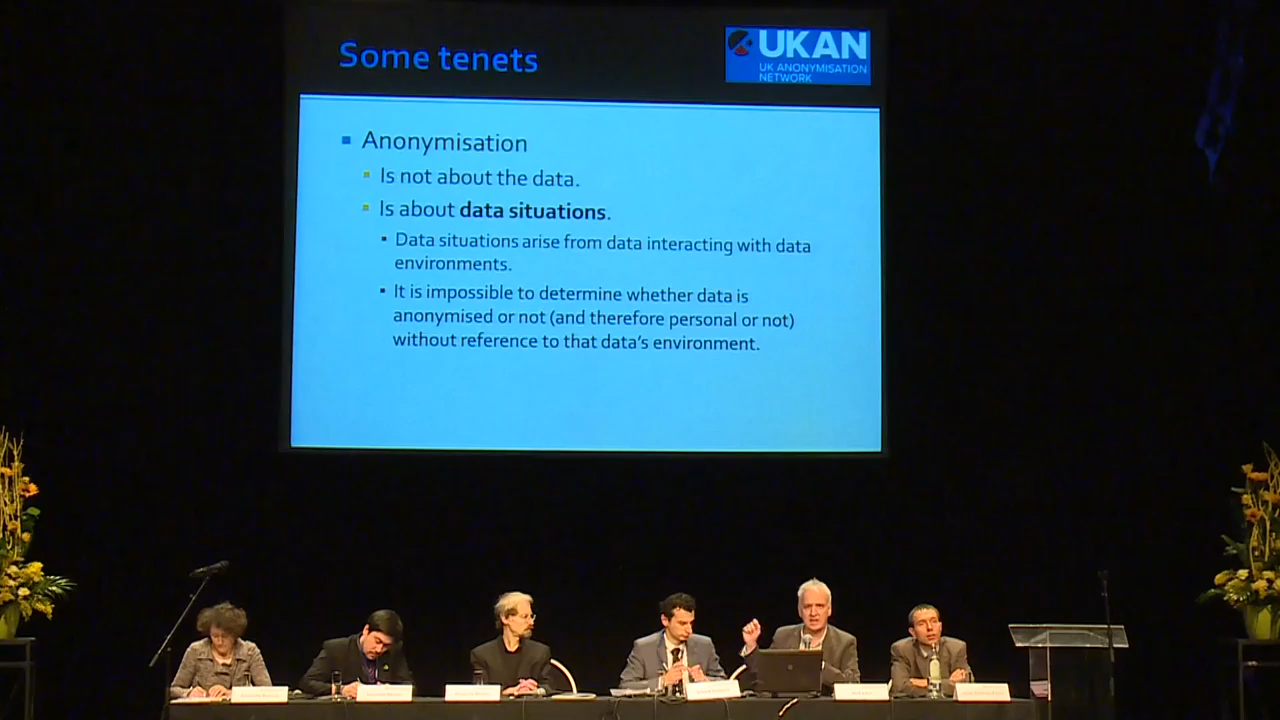 Some tenets
UKAN
UK ANONYMISATION
NETWORK
Anonymisation
Is not about the data.
Is about data situations.
Data situations arise from data interacting with data
environments.
It is impossible to determine whether data is
anonymised or not (and therefore personal or not)
without reference to that data's environment.